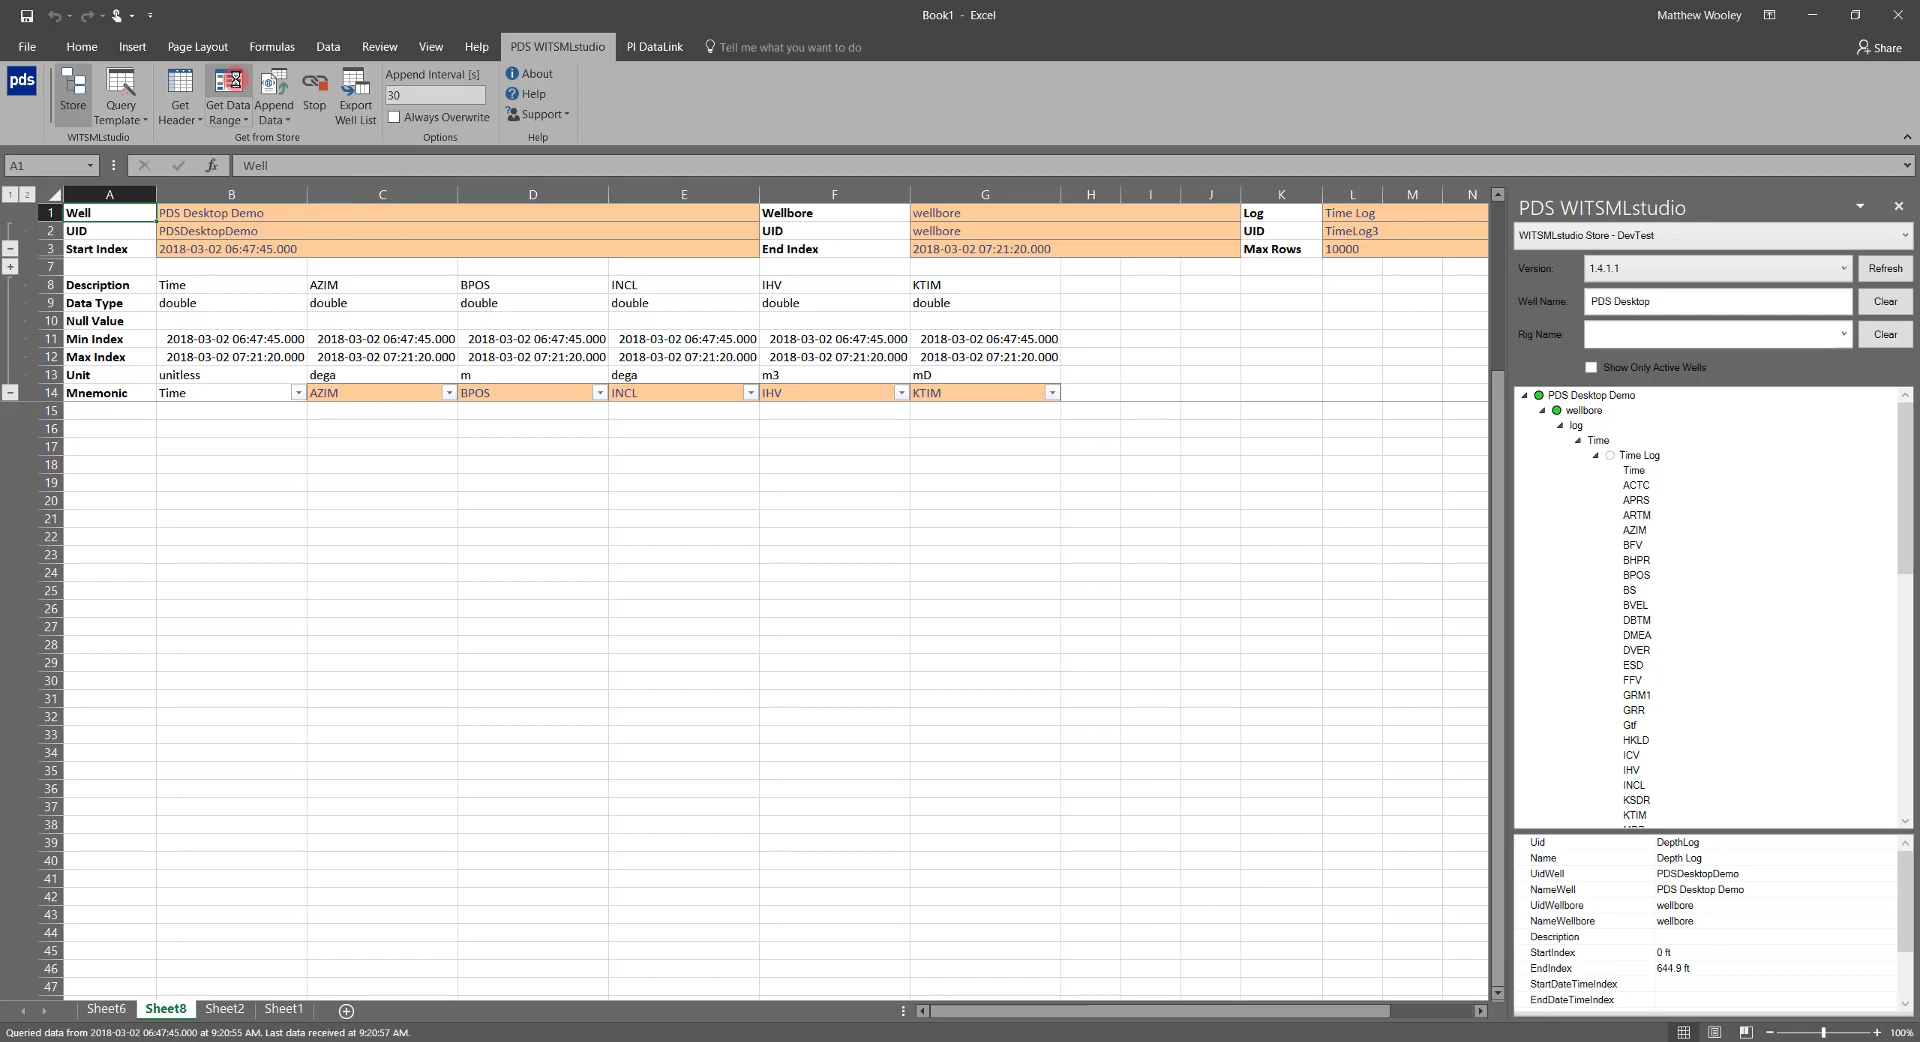 Book1 - Excel
Matthew Wooley
File Home Insert Page Layout Formulas Data Review View Help PDS WITSMLstudio PI DataLink Tell me what you want to do Share
pds
Store
Query Template
Get Header
Get Data Range
Append Data
Stop
Export Well List
Append Interval [s]
30
Always Overwrite
About
Help
Support
WITSMLstudio Get from Store Options Help
A1 fx Well
1 2
A B C D E F G H I J K L M N
1 Well PDS Desktop Demo Wellbore wellbore Log Time Log
2 UID PDSDesktopDemo UID wellbore UID TimeLog3
3 Start Index 2018-03-02 06:47:45.000 End Index 2018-03-02 07:21:20.000 Max Rows 10000
7
8 Description Time AZIM BPOS INCL IHV KTIM
9 Data Type double double double double double double
10 Null Value
11 Min Index 2018-03-02 06:47:45.000 2018-03-02 06:47:45.000 2018-03-02 06:47:45.000 2018-03-02 06:47:45.000 2018-03-02 06:47:45.000 2018-03-02 06:47:45.000
12 Max Index 2018-03-02 07:21:20.000 2018-03-02 07:21:20.000 2018-03-02 07:21:20.000 2018-03-02 07:21:20.000 2018-03-02 07:21:20.000 2018-03-02 07:21:20.000
13 Unit unitless dega m dega m3 mD
14 Mnemonic Time AZIM BPOS INCL IHV KTIM
15
16
17
18
19
20
21
22
23
24
25
26
27
28
29
30
31
32
33
34
35
36
37
38
39
40
41
42
43
44
45
46
47
Sheet6 Sheet8 Sheet2 Sheet1
Queried data from 2018-03-02 06:47:45.000 at 9:20:55 AM. Last data received at 9:20:57 AM.
100%
PDS WITSMLstudio
WITSMLstudio Store - DevTest
Version: 1.4.1.1 Refresh
Well Name: PDS Desktop Clear
Rig Name: Clear
Show Only Active Wells
PDS Desktop Demo
wellbore
log
Time
Time Log
Time
ACTC
APRS
ARTM
AZIM
BFV
BHPR
BPOS
BS
BVEL
DBTM
DMEA
DVER
ESD
FFV
GRM1
GRR
Gtf
HKLD
ICV
IHV
INCL
KSDR
KTIM
Uid DepthLog
Name Depth Log
UidWell PDSDesktopDemo
NameWell PDS Desktop Demo
UidWellbore wellbore
NameWellbore wellbore
Description
StartIndex 0 ft
EndIndex 644.9 ft
StartDateTimeIndex
EndDateTimeIndex